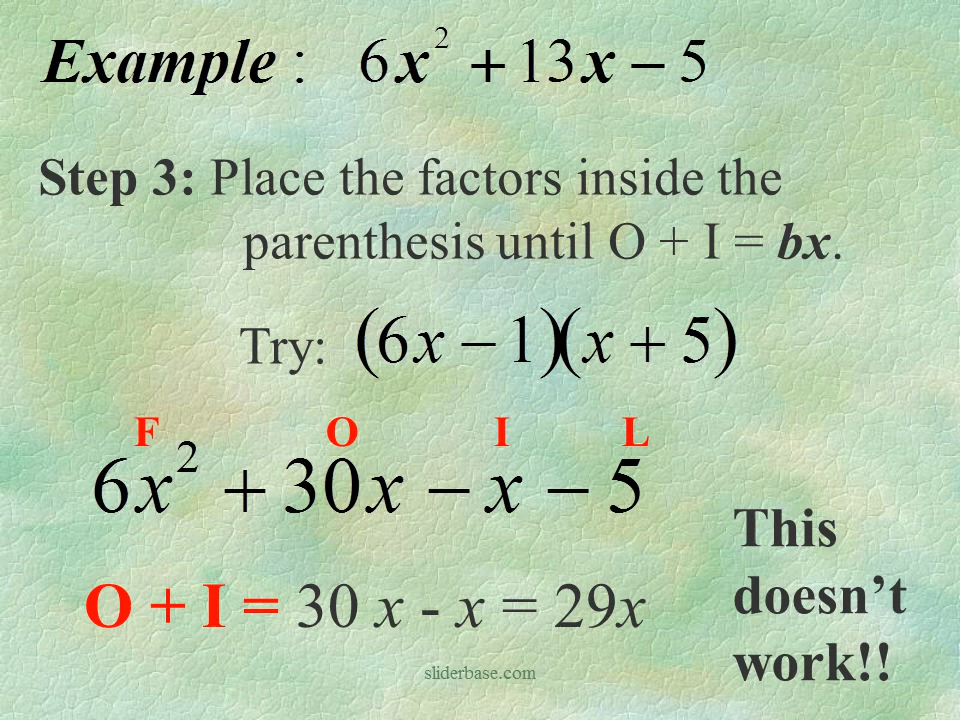 Example : 6x² + 13x − 5
Step 3: Place the factors inside the
parenthesis until O + I = bx.
Try: (6x − 1)(x + 5)
F O I L
6x² + 30x − x − 5
O + I = 30 x - x = 29x
This
doesn’t
work!!
sliderbase.com